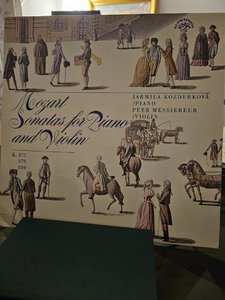 JARMILA KOZDERKOVÁ
/PIANO
PETR MESSIEREUR
/VIOLIN
Mozart
Sonatas for Piano
and Violin
K. 377
379
380